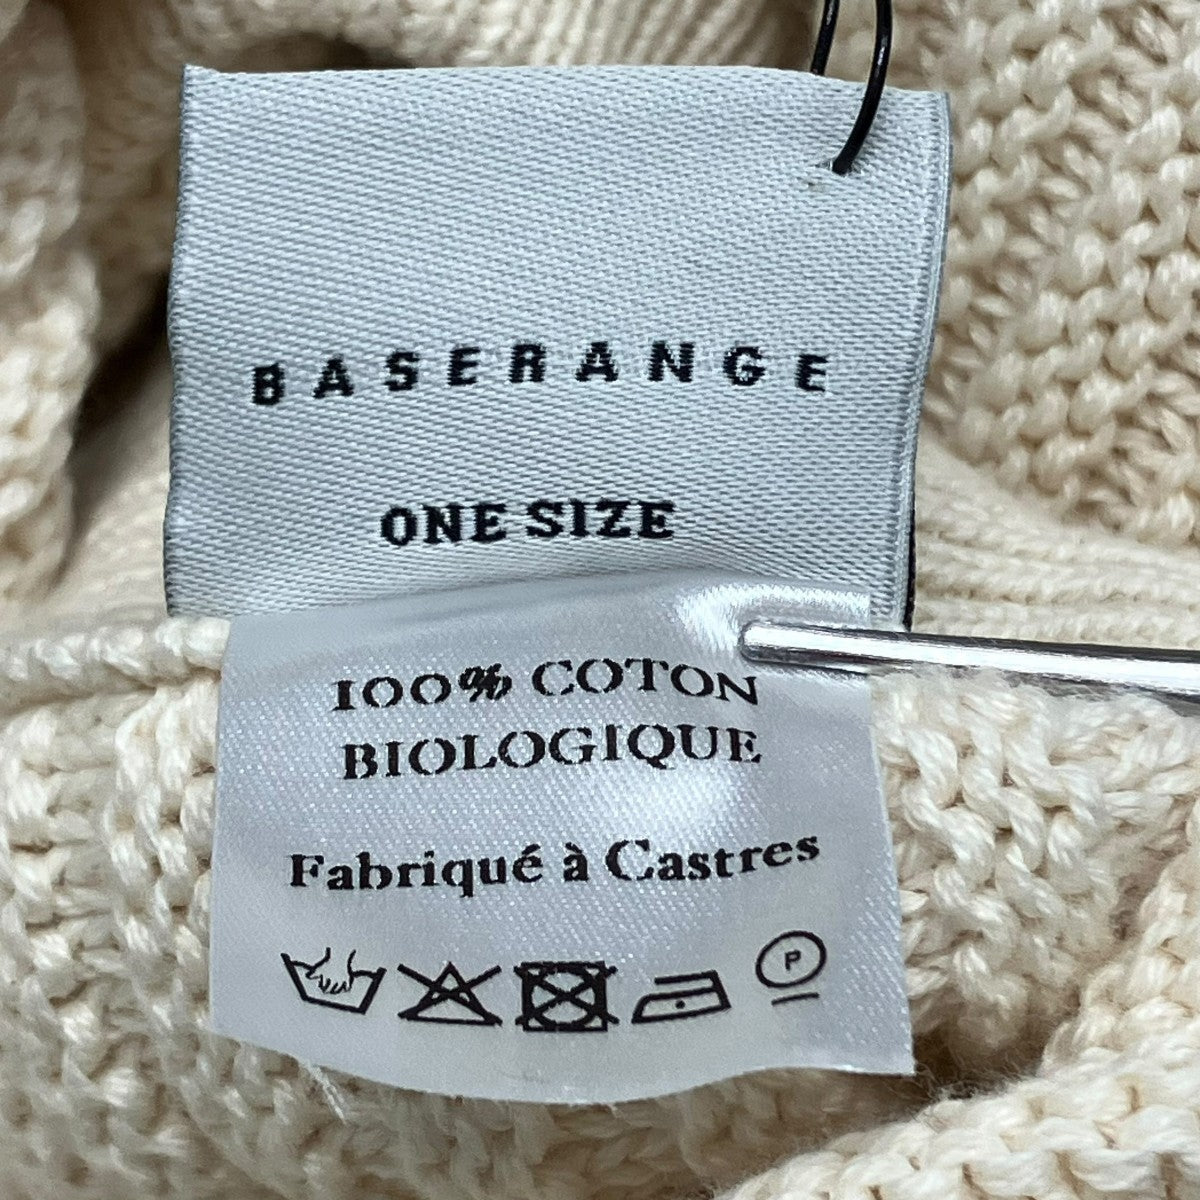 BASERANGE
ONE SIZE
100% COTON
BIOLOGIQUE
Fabriqué à Castres
P